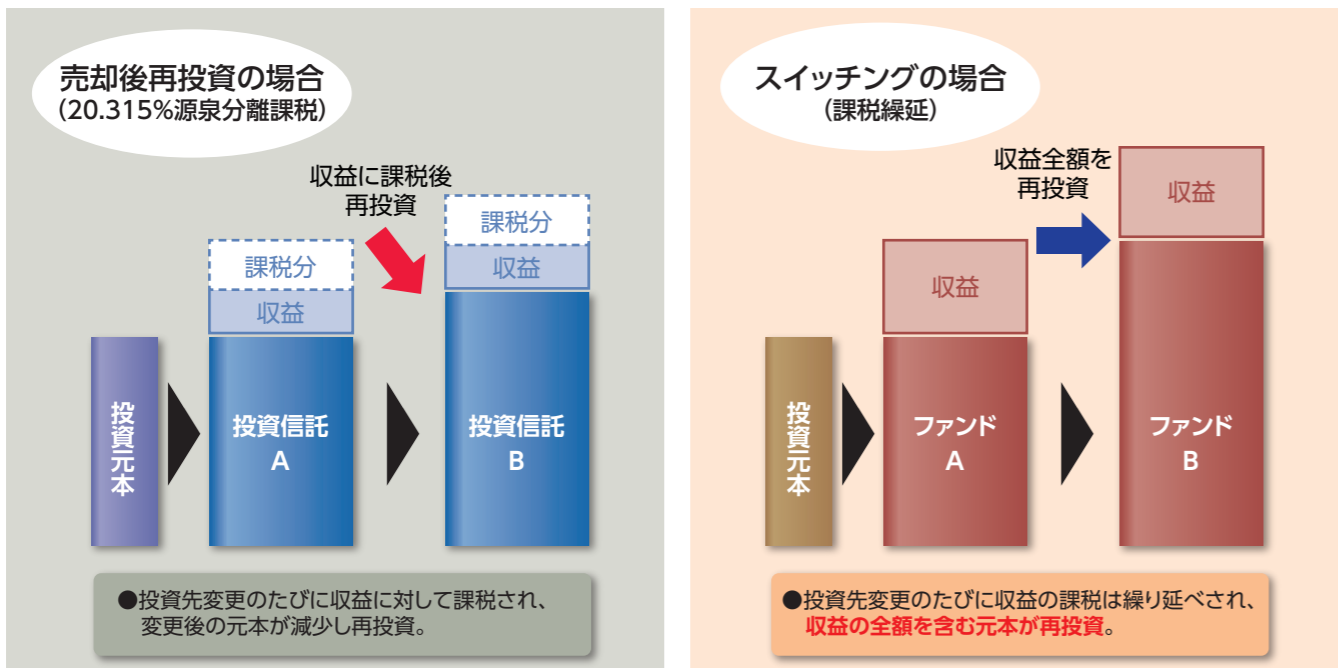 売却後再投資の場合
(20.315%源泉分離課税)
収益に課税後
再投資
課税分
収益
課税分
収益
投資元本
投資信託
A
投資信託
B
●投資先変更のたびに収益に対して課税され、
変更後の元本が減少し再投資。
スイッチングの場合
(課税繰延)
収益全額を
再投資
収益
収益
投資元本
ファンド
A
ファンド
B
●投資先変更のたびに収益の課税は繰り延べされ、
収益の全額を含む元本が再投資。